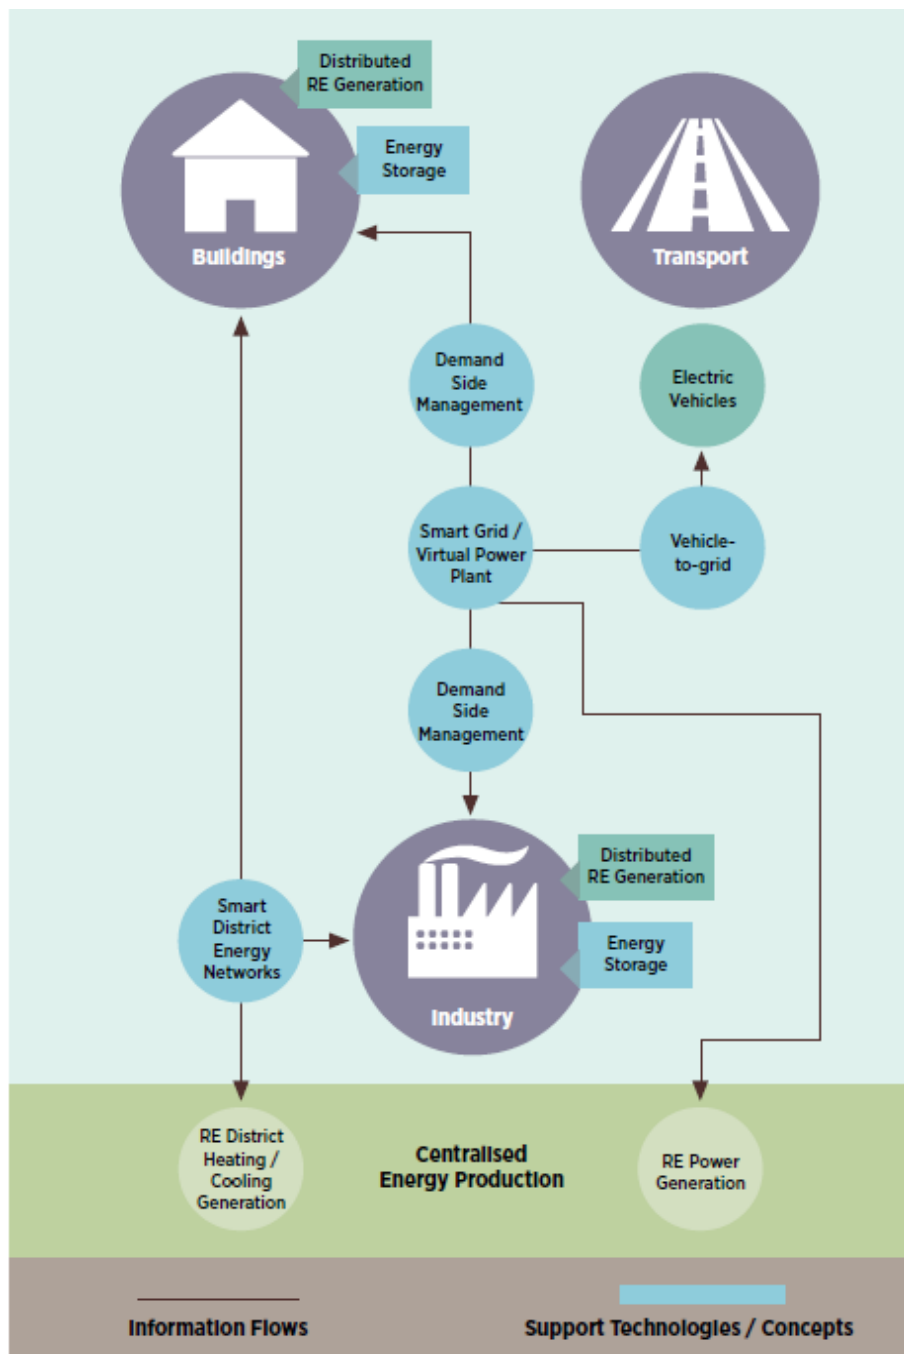 Distributed
RE Generation
Energy
Storage
Buildings
Transport
Demand
Side
Management
Electric
Vehicles
Smart Grid /
Virtual Power
Plant
Vehicle-
to-grid
Demand
Side
Management
Distributed
RE Generation
Smart
District
Energy
Networks
Energy
Storage
Industry
RE District
Heating /
Cooling
Generation
Centralised
Energy Production
RE Power
Generation
Information Flows
Support Technologies / Concepts